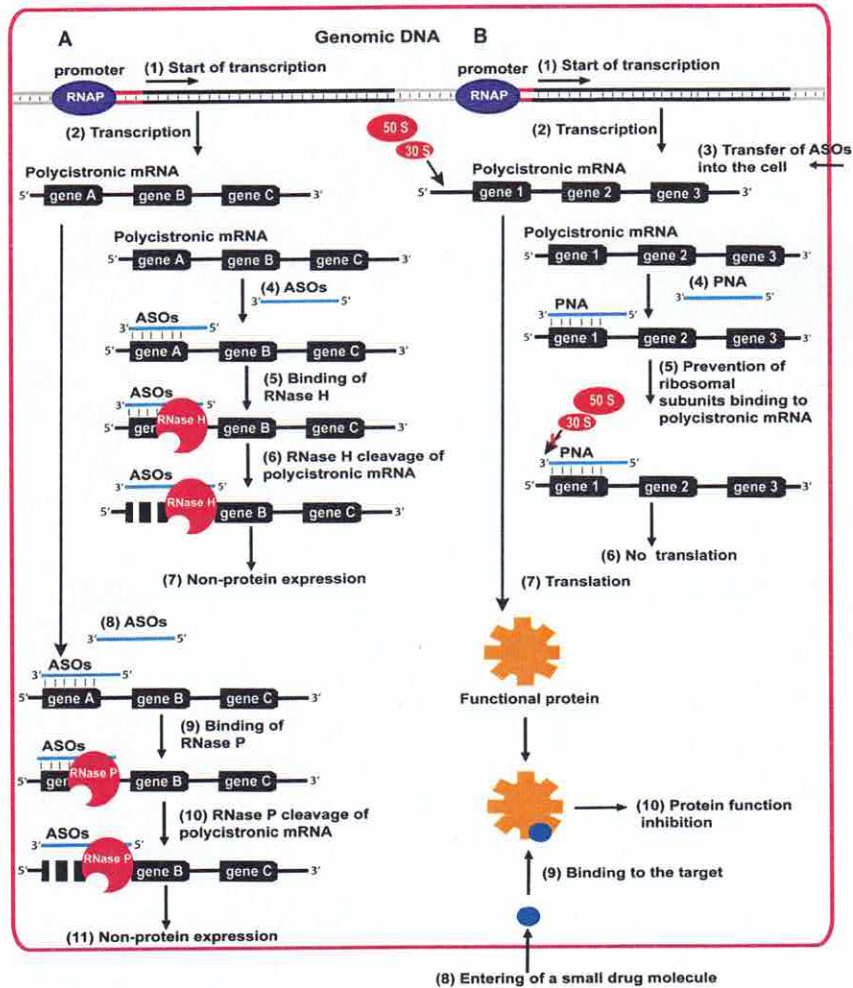 A
Genomic DNA
B
promoter
(1) Start of transcription
RNAP
(2) Transcription
Polycistronic mRNA
5' gene A gene B gene C 3'
Polycistronic mRNA
5' gene A gene B gene C 3'
(4) ASOs
3' 5'
ASOs
3' 5'
5' gene A gene B gene C 3'
(5) Binding of
RNase H
ASOs
3' 5'
RNase H
5' gen gene B gene C 3'
(6) RNase H cleavage of
polycistronic mRNA
ASOs
3' 5'
RNase H
5' gene B gene C 3'
(7) Non-protein expression
(8) ASOs
3' 5'
ASOs
3' 5'
5' gene A gene B gene C 3'
(9) Binding of
RNase P
ASOs
3'
RNase P
5' gen gene B gene C 3'
(10) RNase P cleavage of
polycistronic mRNA
ASOs
3' 5'
RNase P
5' gene B gene C 3'
(11) Non-protein expression
promoter
(1) Start of transcription
RNAP
50 S
30 S
(2) Transcription
(3) Transfer of ASOs
into the cell
Polycistronic mRNA
5' gene 1 gene 2 gene 3 3'
Polycistronic mRNA
5' gene 1 gene 2 gene 3 3'
(4) PNA
3' 5'
PNA
3' 5'
5' gene 1 gene 2 gene 3 3'
(5) Prevention of
ribosomal
subunits binding to
polycistronic mRNA
50 S
30 S
PNA
3' 5'
5' gene 1 gene 2 gene 3 3'
(6) No translation
(7) Translation
Functional protein
(10) Protein function
inhibition
(9) Binding to the target
(8) Entering of a small drug molecule